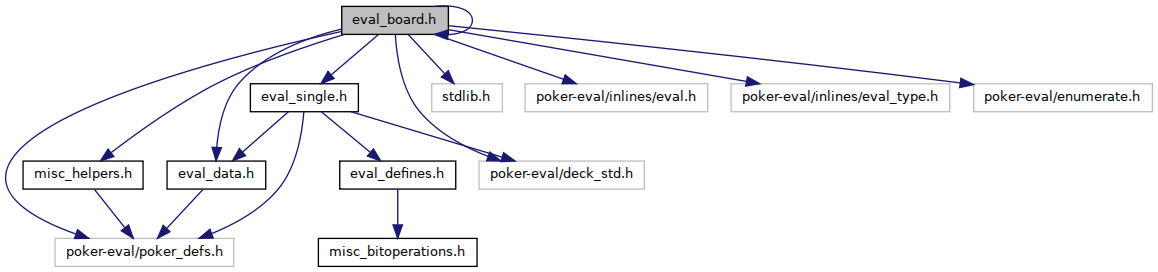 eval_board.h
eval_single.h
stdlib.h
poker-eval/inlines/eval.h
poker-eval/inlines/eval_type.h
poker-eval/enumerate.h
misc_helpers.h
eval_data.h
eval_defines.h
poker-eval/deck_std.h
poker-eval/poker_defs.h
misc_bitoperations.h